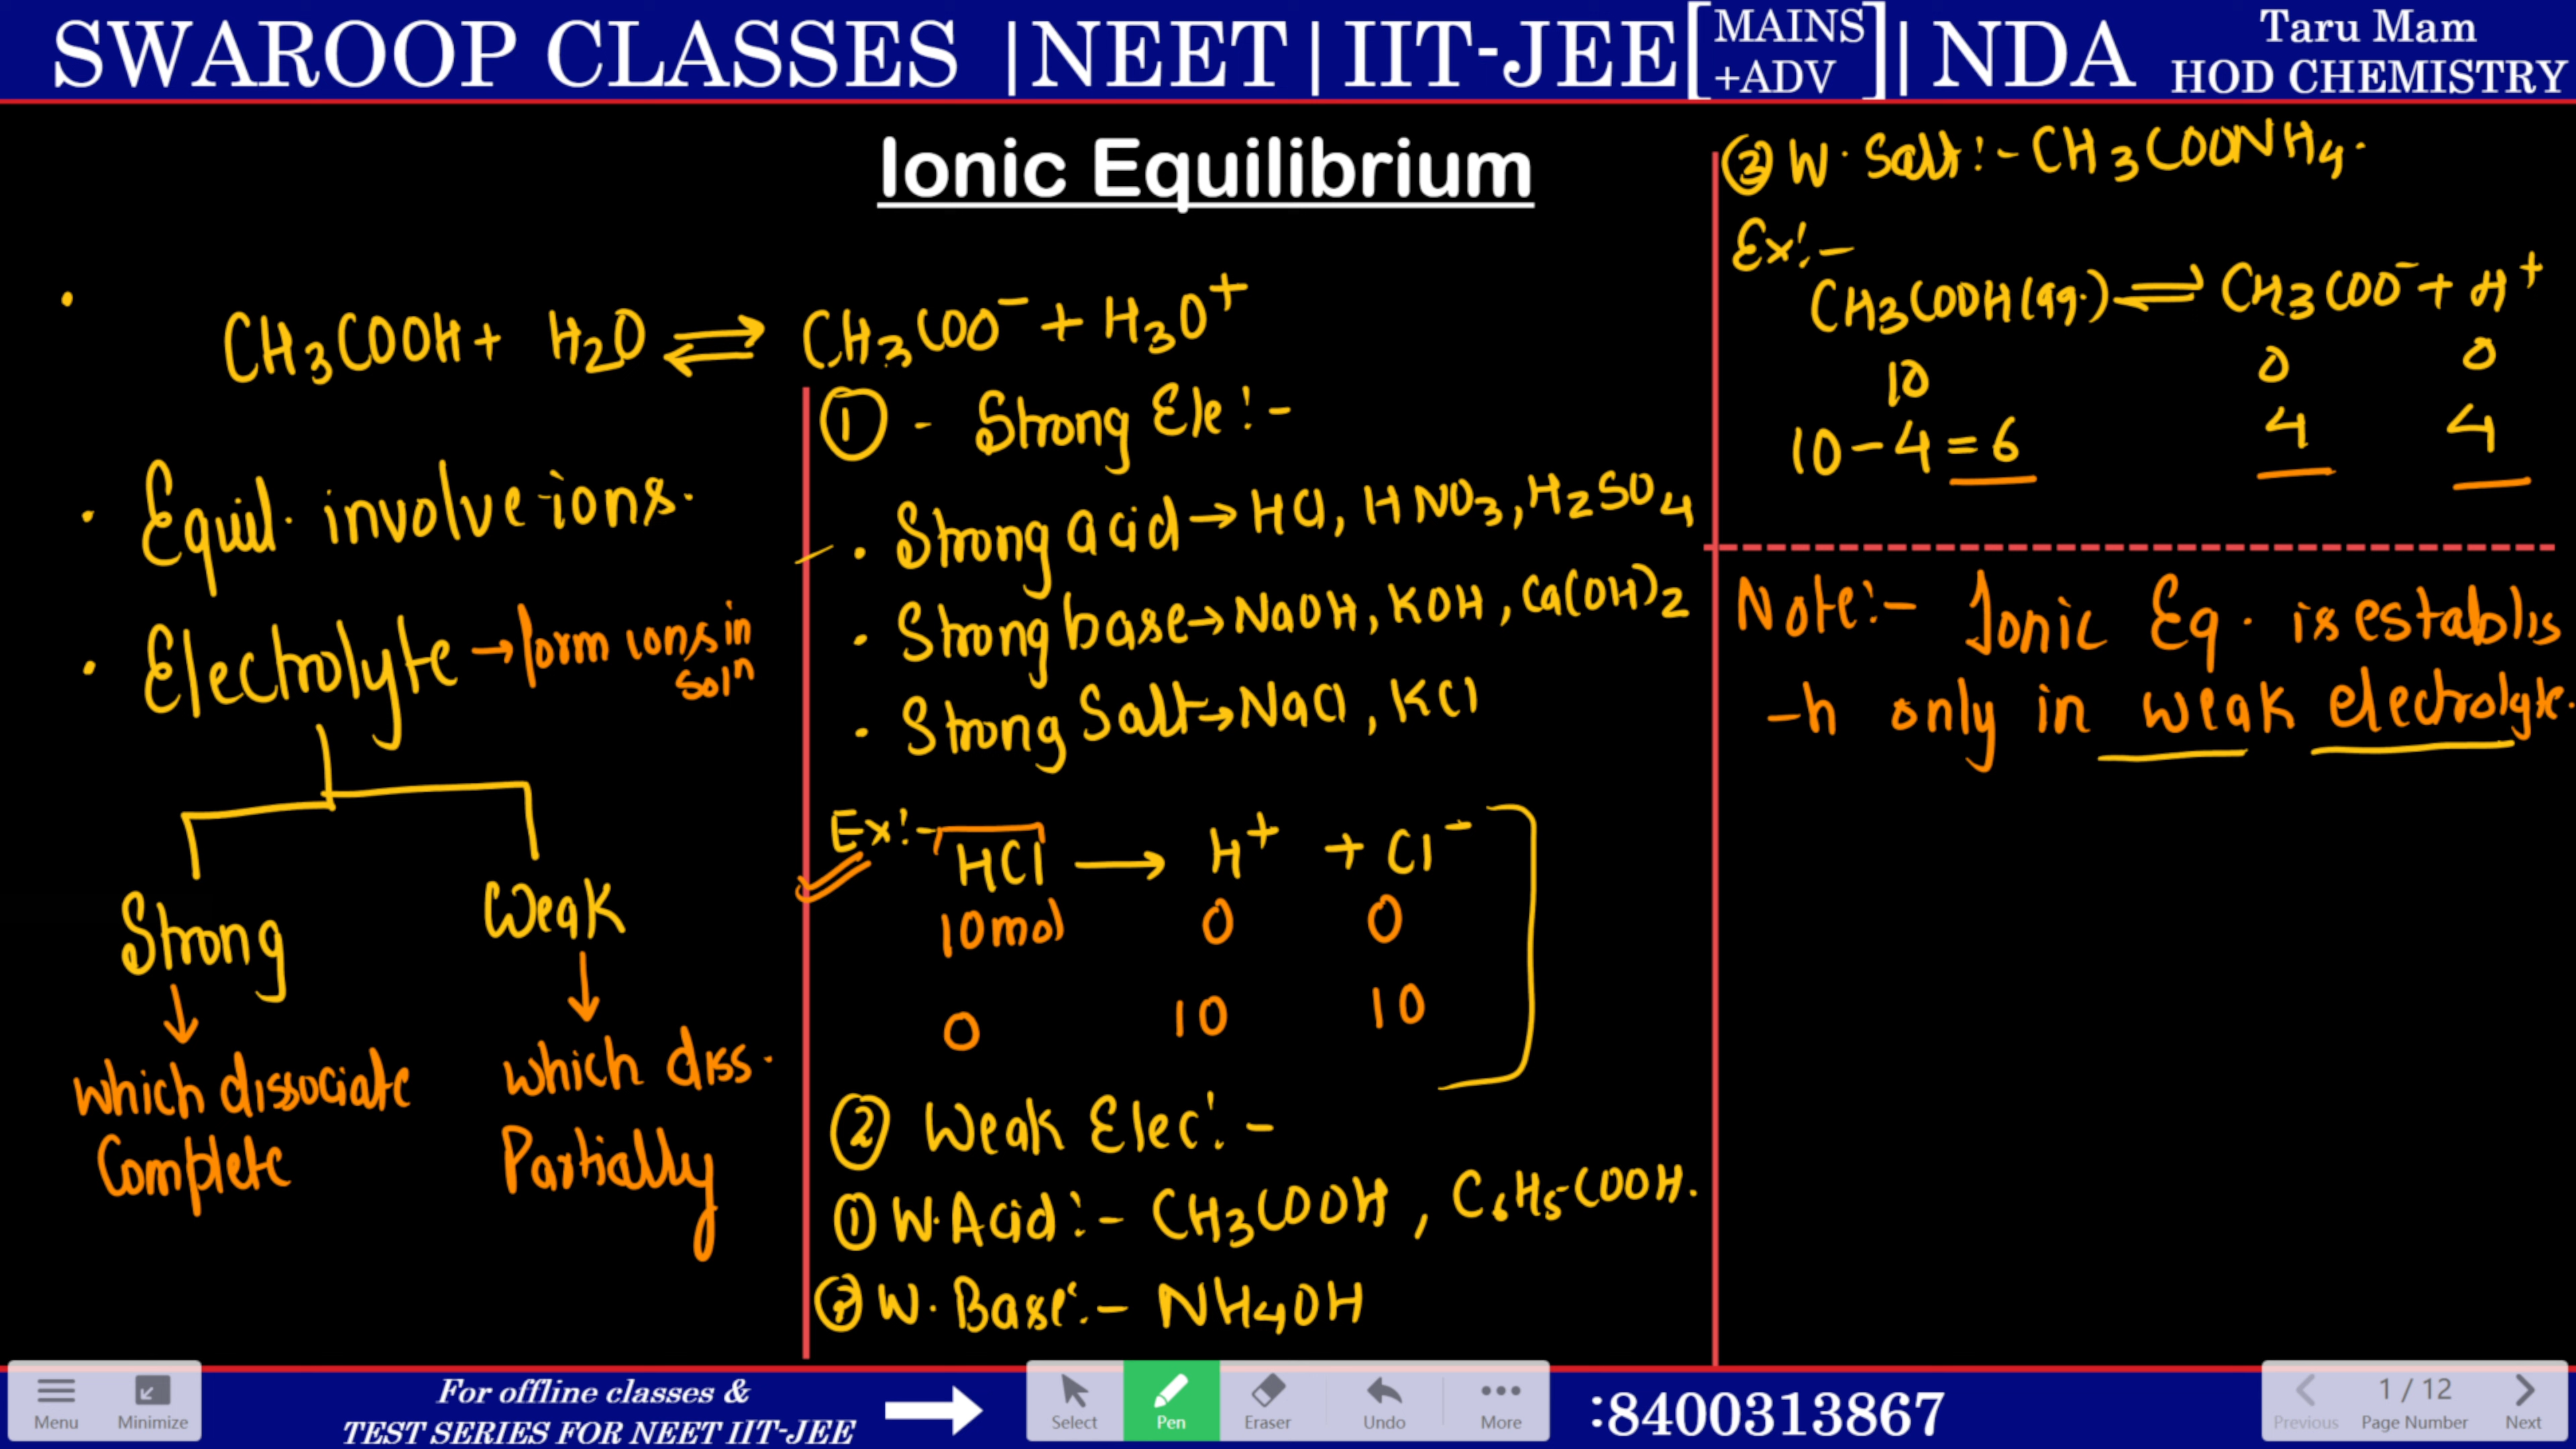 SWAROOP CLASSES |NEET| IIT-JEE[MAINS +ADV]| NDA
Taru Mam
HOD CHEMISTRY
Ionic Equilibrium
CH3COOH + H2O ⇌ CH3COO⁻ + H3O⁺
· Equil. involve ions.
· Electrolyte → form ions in
solⁿ
Strong
Weak
which dissociate
Complete
which diss.
Partially
① - Strong Ele:-
· Strong acid → HCl, HNO3, H2SO4
· Strong base → NaOH, KOH, Ca(OH)2
· Strong Salt → NaCl, KCl
Ex:- HCl → H⁺ + Cl⁻
10mol 0 0
0 10 10
② Weak Elec:-
① W.Acid:- CH3COOH, C6H5COOH.
② W. Base:- NH4OH
③ W. Salt:- CH3COONH4.
Ex:-
CH3COOH(aq.) ⇌ CH3COO⁻ + H⁺
10 0 0
10-4=6 4 4
Note:- Ionic Eq. is establis
-h only in weak electrolyte.
Menu
Minimize
For offline classes &
TEST SERIES FOR NEET IIT-JEE
Select
Pen
Eraser
Undo
More
:8400313867
Previous
1 / 12
Page Number
Next